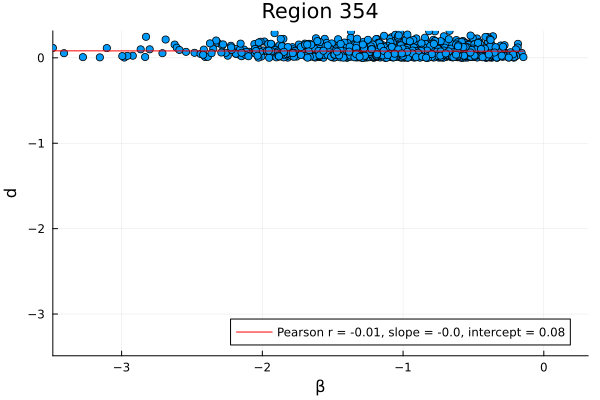 Region 354
0
−1
−2
−3
d
Pearson r = -0.01, slope = -0.0, intercept = 0.08
−3
−2
−1
0
β